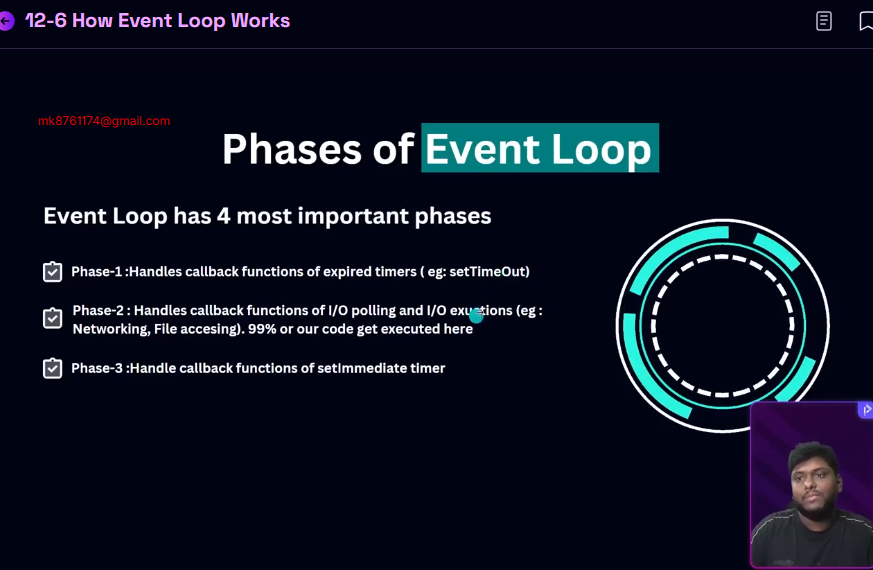 12-6 How Event Loop Works
mk8761174@gmail.com
Phases of Event Loop
Event Loop has 4 most important phases
Phase-1 :Handles callback functions of expired timers ( eg: setTimeOut)
Phase-2 : Handles callback functions of I/O polling and I/O exuctions (eg :
Networking, File accesing). 99% or our code get executed here
Phase-3 :Handle callback functions of setImmediate timer